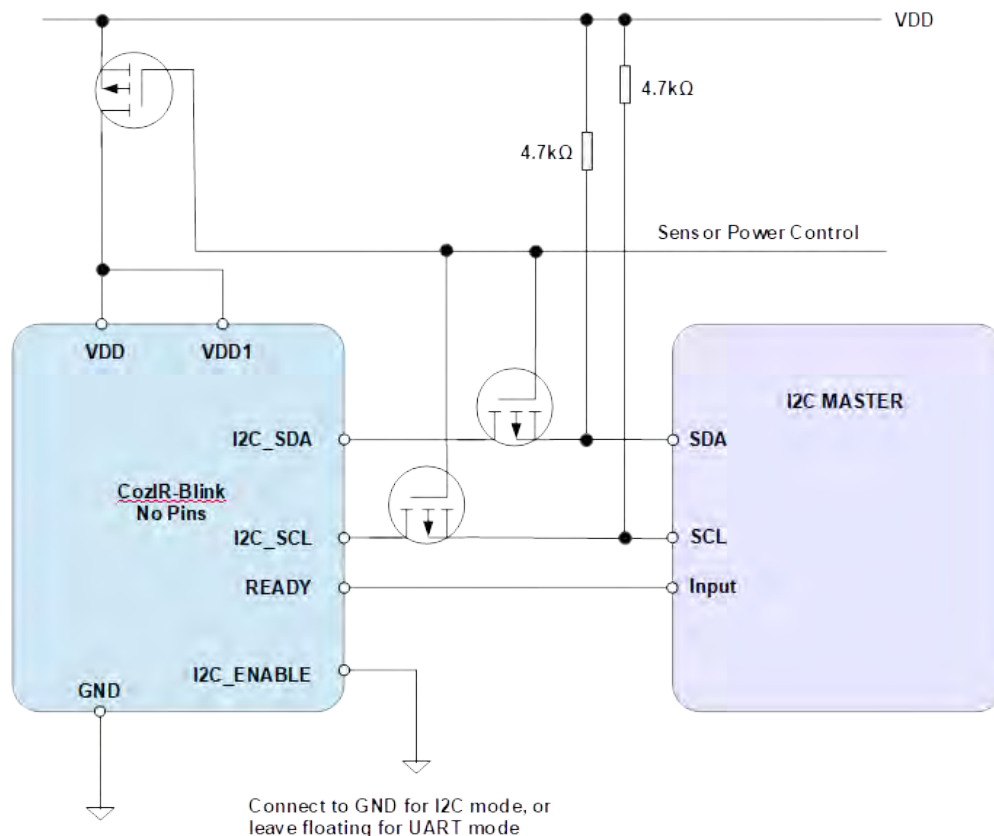 VDD
4.7kΩ
4.7kΩ
Sensor Power Control
VDD
VDD1
I2C MASTER
I2C_SDA
SDA
CozIR-Blink
No Pins
I2C_SCL
SCL
READY
Input
I2C_ENABLE
GND
Connect to GND for I2C mode, or
leave floating for UART mode